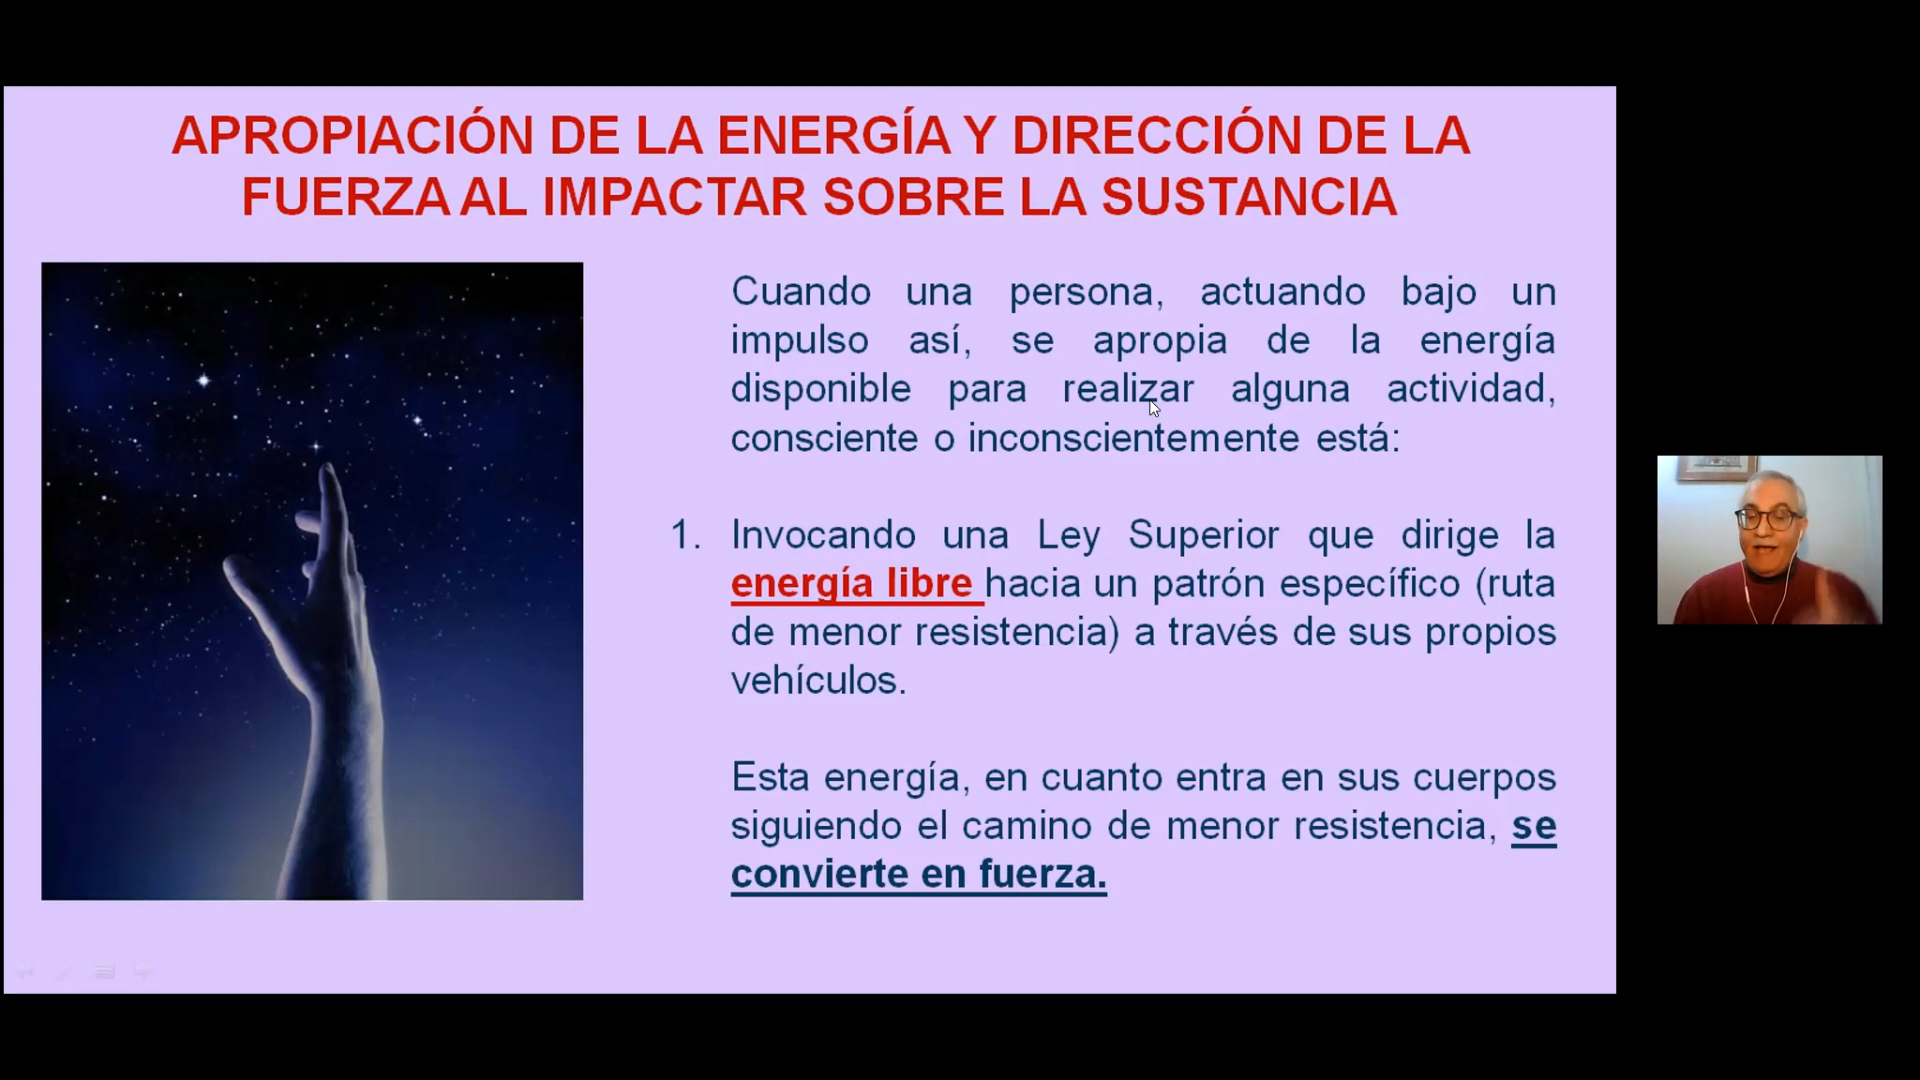 APROPIACIÓN DE LA ENERGÍA Y DIRECCIÓN DE LA
FUERZA AL IMPACTAR SOBRE LA SUSTANCIA
Cuando una persona, actuando bajo un
impulso así, se apropia de la energía
disponible para realizar alguna actividad,
consciente o inconscientemente está:
1. Invocando una Ley Superior que dirige la
energía libre hacia un patrón específico (ruta
de menor resistencia) a través de sus propios
vehículos.
Esta energía, en cuanto entra en sus cuerpos
siguiendo el camino de menor resistencia, se
convierte en fuerza.